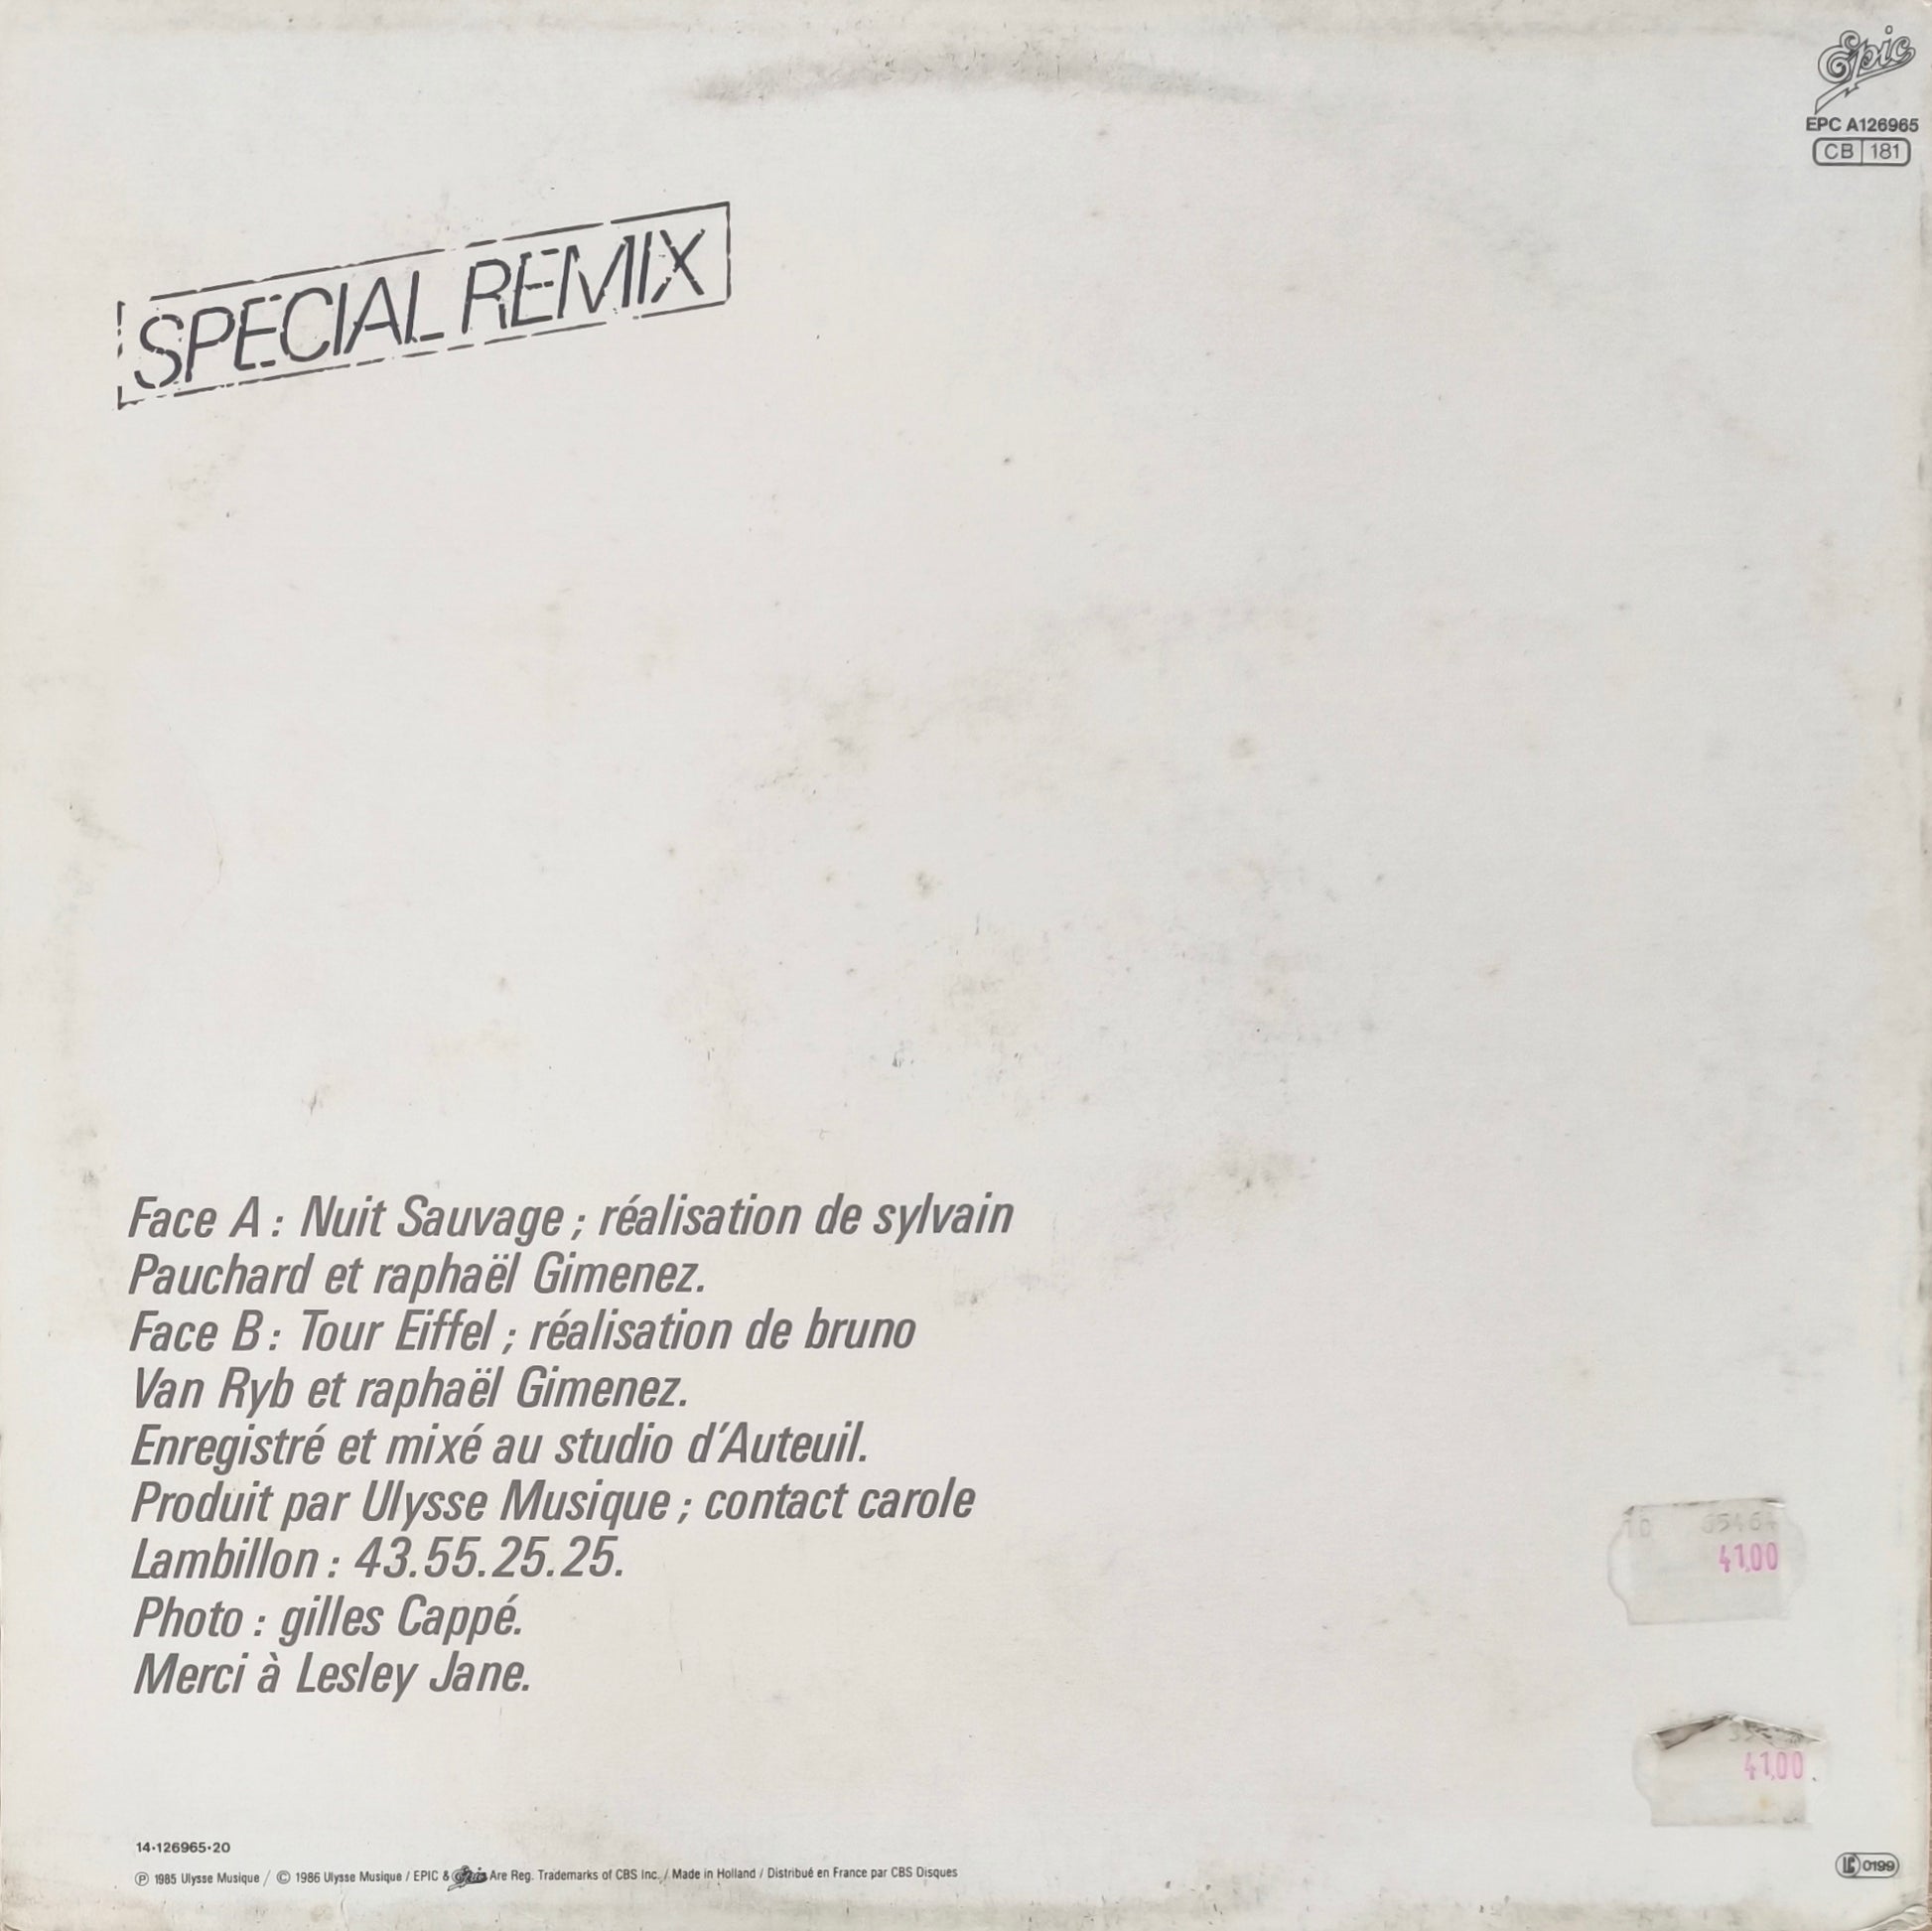 Epic
EPC A126965
CB 181
SPECIAL REMIX
Face A : Nuit Sauvage ; réalisation de sylvain
Pauchard et raphaël Gimenez.
Face B : Tour Eiffel ; réalisation de bruno
Van Ryb et raphaël Gimenez.
Enregistré et mixé au studio d'Auteuil.
Produit par Ulysse Musique ; contact carole
Lambillon : 43.55.25.25.
Photo : gilles Cappé.
Merci à Lesley Jane.
41.00
41.00
14-126965-20
Ⓟ 1985 Ulysse Musique / © 1986 Ulysse Musique / EPIC & Epic Are Reg. Trademarks of CBS Inc. / Made in Holland / Distribué en France par CBS Disques
LC 0199